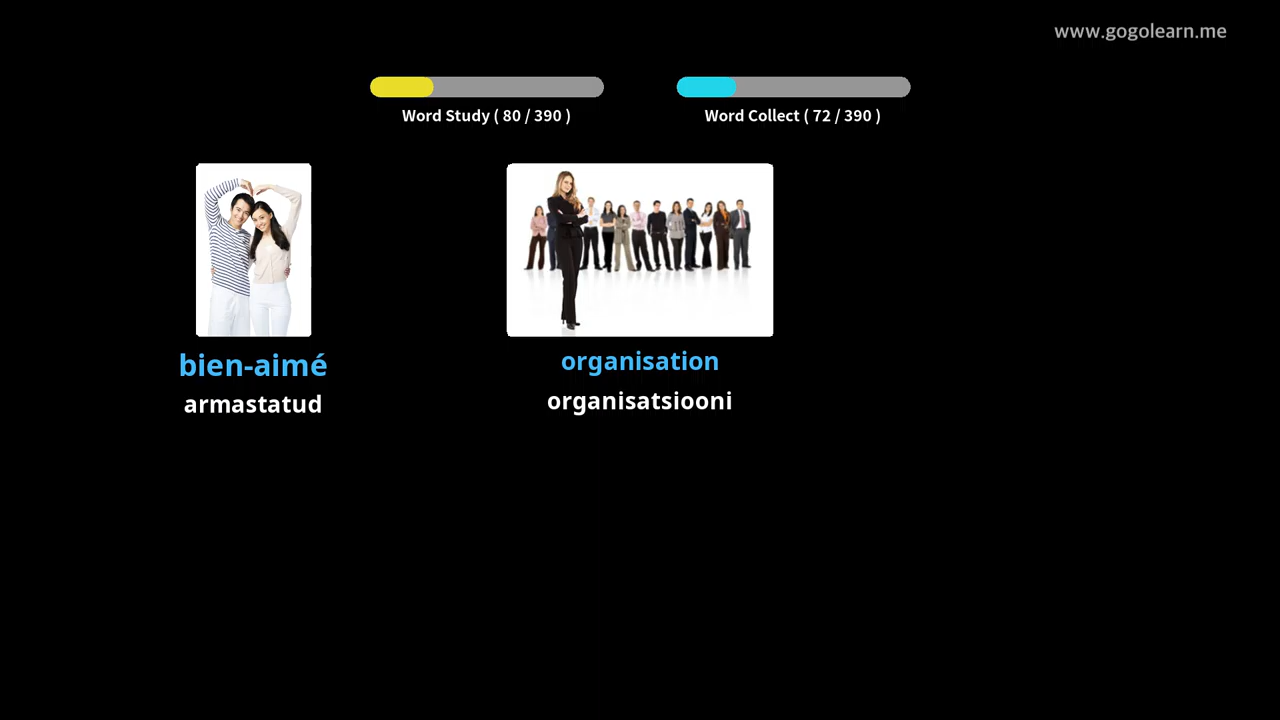 www.gogolearn.me
Word Study ( 80 / 390 )
Word Collect ( 72 / 390 )
bien-aimé
armastatud
organisation
organisatsiooni